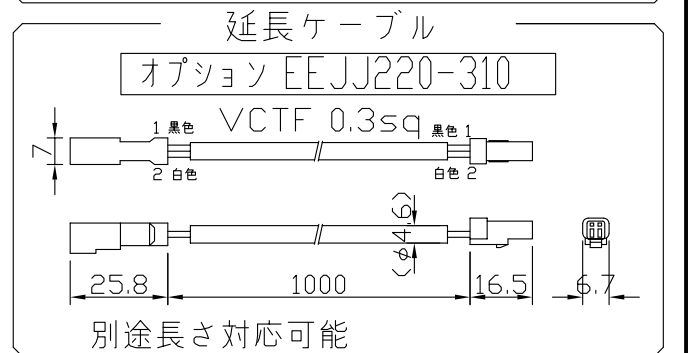 延長ケーブル
オプション EEJJ220-310
VCTF 0.3sq
1 黒色
黒色 1
7
2 白色
白色 2
(φ4.6)
25.8
1000
16.5
6.7
別途長さ対応可能